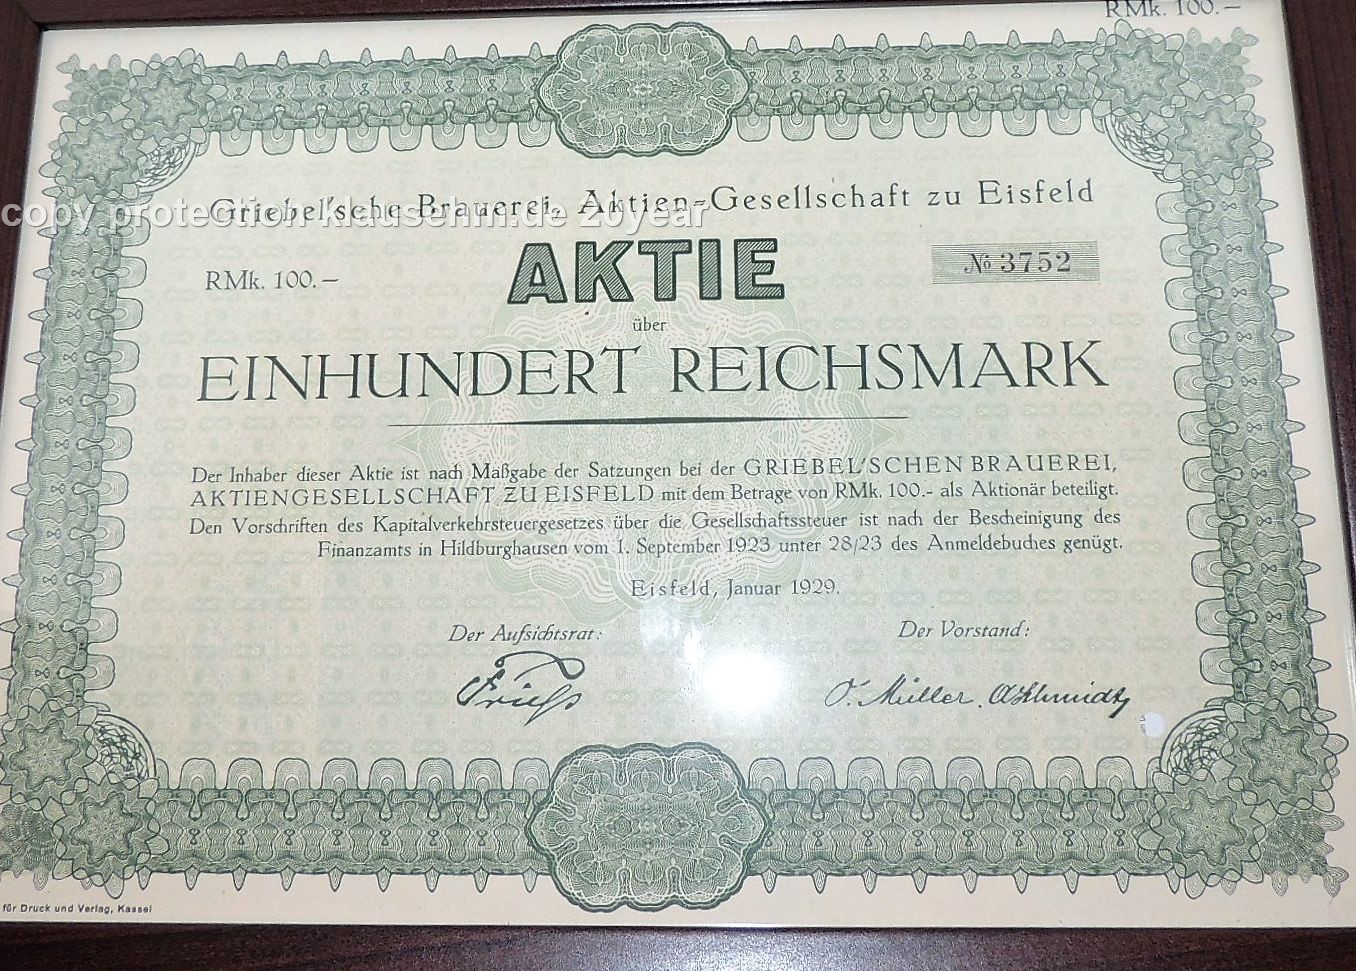 RMk. 100.—
Griebel'sche Brauerei, Aktien-Gesellschaft zu Eisfeld
copy protection klausehm.de 20year
AKTIE
RMk. 100.—
№ 3752
über
EINHUNDERT REICHSMARK
Der Inhaber dieser Aktie ist nach Maßgabe der Satzungen bei der GRIEBEL'SCHEN BRAUEREI,
AKTIENGESELLSCHAFT ZU EISFELD mit dem Betrage von RMk. 100.- als Aktionär beteiligt.
Den Vorschriften des Kapitalverkehrsteuergesetzes über die Gesellschaftssteuer ist nach der Bescheinigung des
Finanzamts in Hildburghausen vom 1. September 1923 unter 28/23 des Anmeldebuches genügt.
Eisfeld, Januar 1929.
Der Aufsichtsrat:
Der Vorstand:
O. Müller. A Schmidt
für Druck und Verlag, Kassel